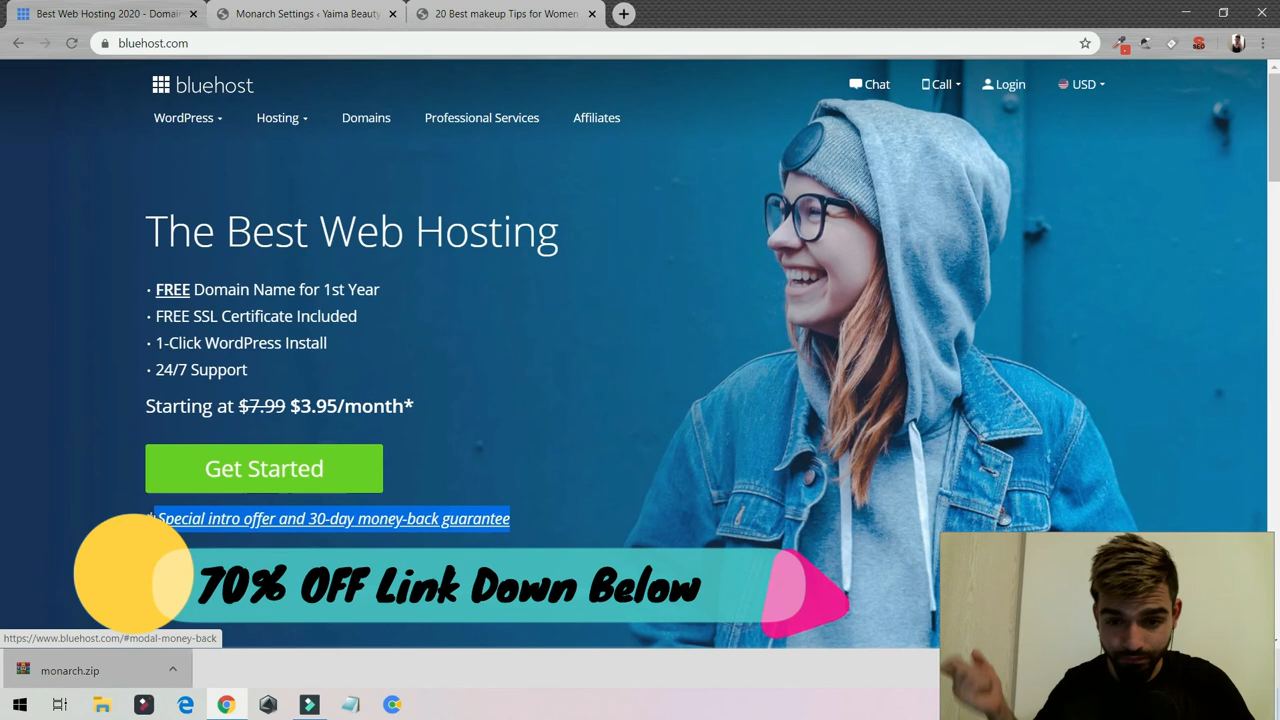 Best Web Hosting 2020 - Domain
Monarch Settings ‹ Yaima Beauty
20 Best makeup Tips for Women
bluehost.com
SEO
bluehost
Chat
Call
Login
USD
WordPress
Hosting
Domains
Professional Services
Affiliates
The Best Web Hosting
· FREE Domain Name for 1st Year
· FREE SSL Certificate Included
· 1-Click WordPress Install
· 24/7 Support
Starting at $7.99 $3.95/month*
Get Started
Special intro offer and 30-day money-back guarantee
70% OFF Link Down Below
https://www.bluehost.com/#modal-money-back
monarch.zip